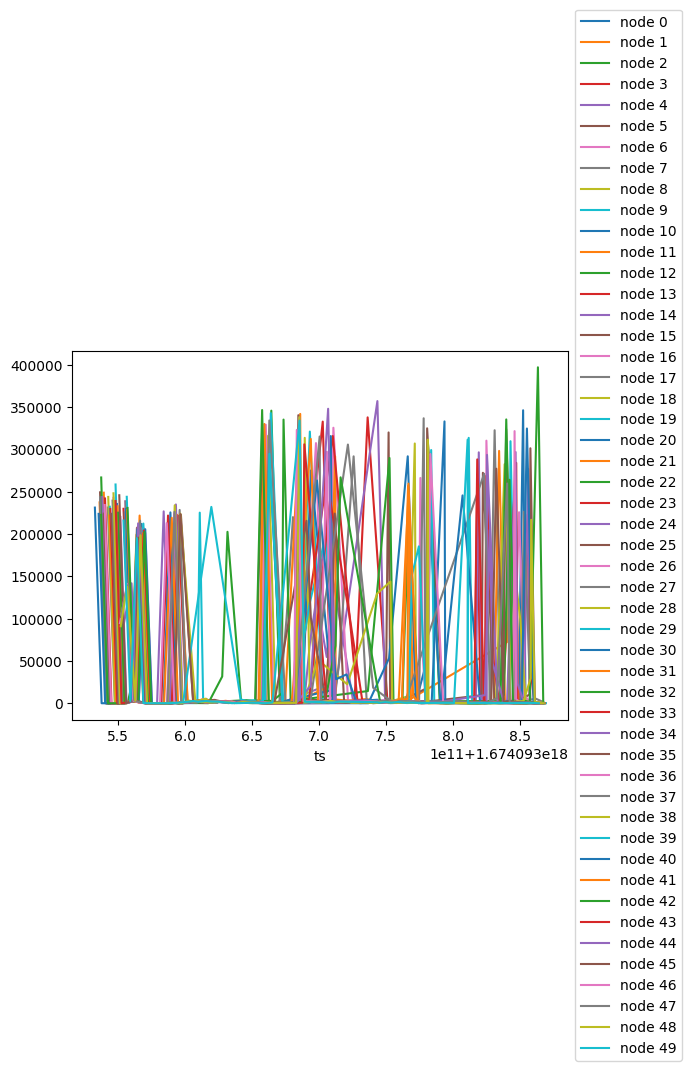 400000
350000
300000
250000
200000
150000
100000
50000
0
5.5 6.0 6.5 7.0 7.5 8.0 8.5
ts
1e11+1.674093e18
node 0
node 1
node 2
node 3
node 4
node 5
node 6
node 7
node 8
node 9
node 10
node 11
node 12
node 13
node 14
node 15
node 16
node 17
node 18
node 19
node 20
node 21
node 22
node 23
node 24
node 25
node 26
node 27
node 28
node 29
node 30
node 31
node 32
node 33
node 34
node 35
node 36
node 37
node 38
node 39
node 40
node 41
node 42
node 43
node 44
node 45
node 46
node 47
node 48
node 49